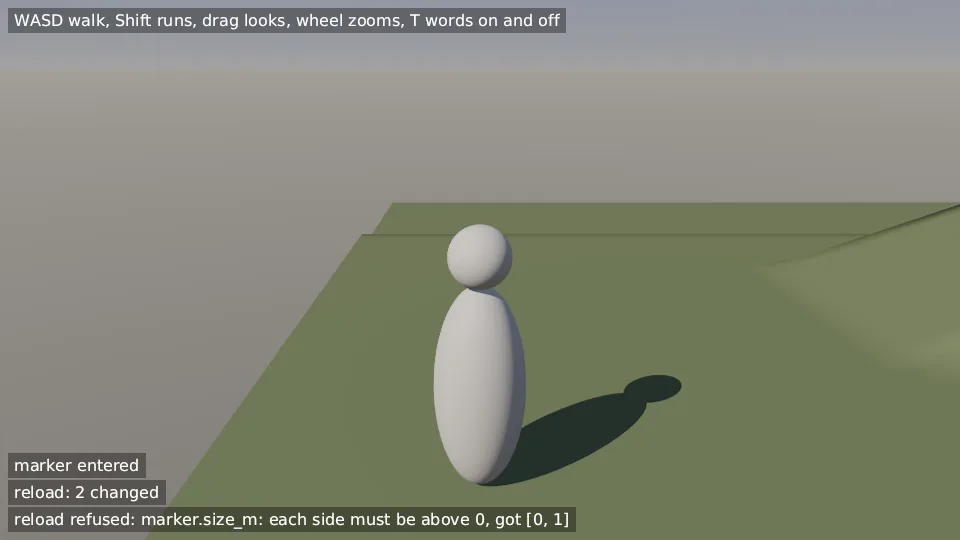 WASD walk, Shift runs, drag looks, wheel zooms, T words on and off
marker entered
reload: 2 changed
reload refused: marker.size_m: each side must be above 0, got [0, 1]